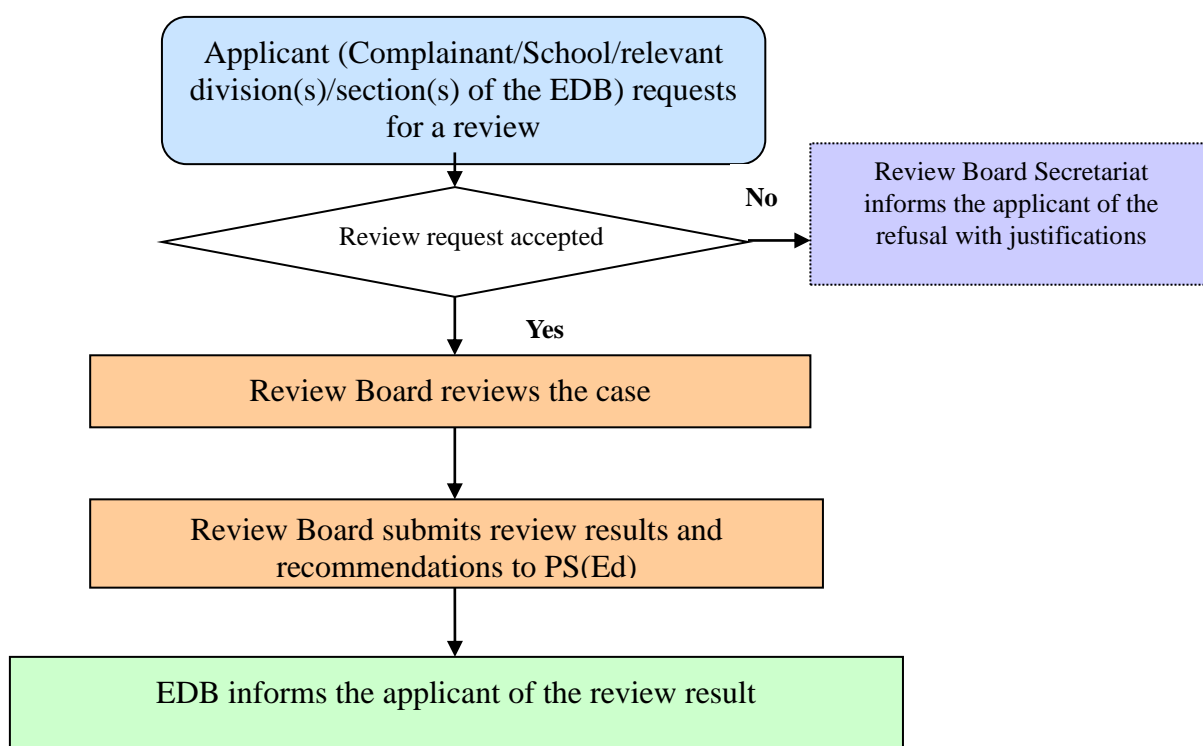 Applicant (Complainant/School/relevant
division(s)/section(s) of the EDB) requests
for a review
Review request accepted
No
Review Board Secretariat
informs the applicant of the
refusal with justifications
Yes
Review Board reviews the case
Review Board submits review results and
recommendations to PS(Ed)
EDB informs the applicant of the review result